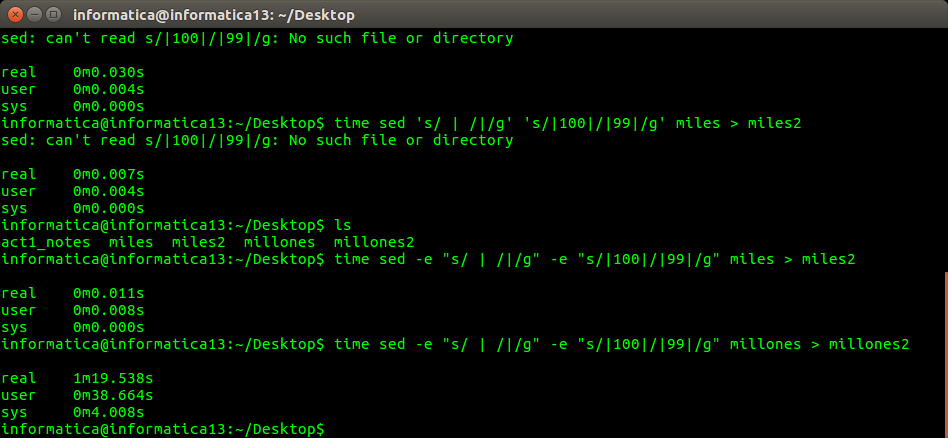 informatica@informatica13: ~/Desktop
sed: can't read s/|100|/|99|/g: No such file or directory
real    0m0.030s
user    0m0.004s
sys     0m0.000s
informatica@informatica13:~/Desktop$ time sed 's/ | /|/g' 's/|100|/|99|/g' miles > miles2
sed: can't read s/|100|/|99|/g: No such file or directory
real    0m0.007s
user    0m0.004s
sys     0m0.000s
informatica@informatica13:~/Desktop$ ls
act1_notes  miles  miles2  millones  millones2
informatica@informatica13:~/Desktop$ time sed -e "s/ | /|/g" -e "s/|100|/|99|/g" miles > miles2
real    0m0.011s
user    0m0.008s
sys     0m0.000s
informatica@informatica13:~/Desktop$ time sed -e "s/ | /|/g" -e "s/|100|/|99|/g" millones > millones2
real    1m19.538s
user    0m38.664s
sys     0m4.008s
informatica@informatica13:~/Desktop$